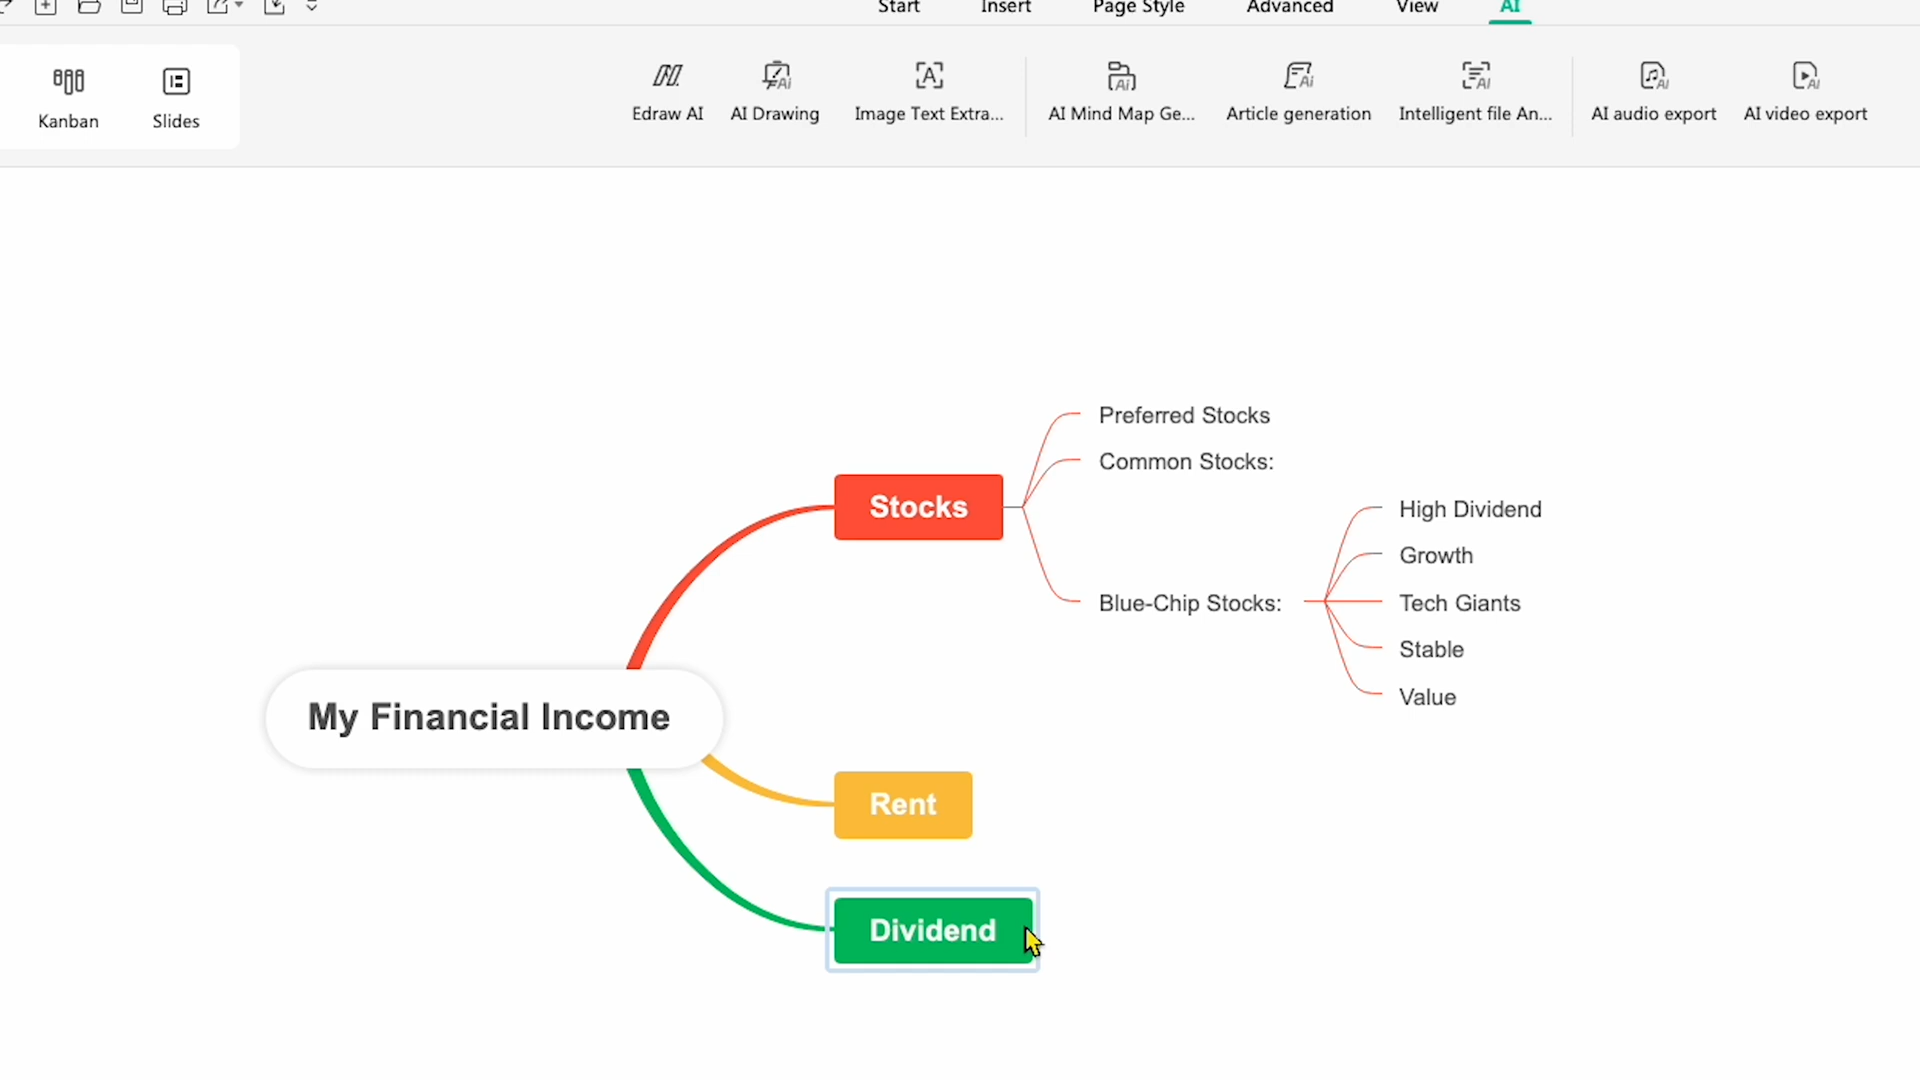 Start Insert Page Style Advanced View AI
Kanban Slides Edraw AI AI Drawing Image Text Extra... AI Mind Map Ge... Article generation Intelligent file An... AI audio export AI video export
Preferred Stocks
Common Stocks:
Stocks
High Dividend
Growth
Blue-Chip Stocks:
Tech Giants
Stable
Value
My Financial Income
Rent
Dividend